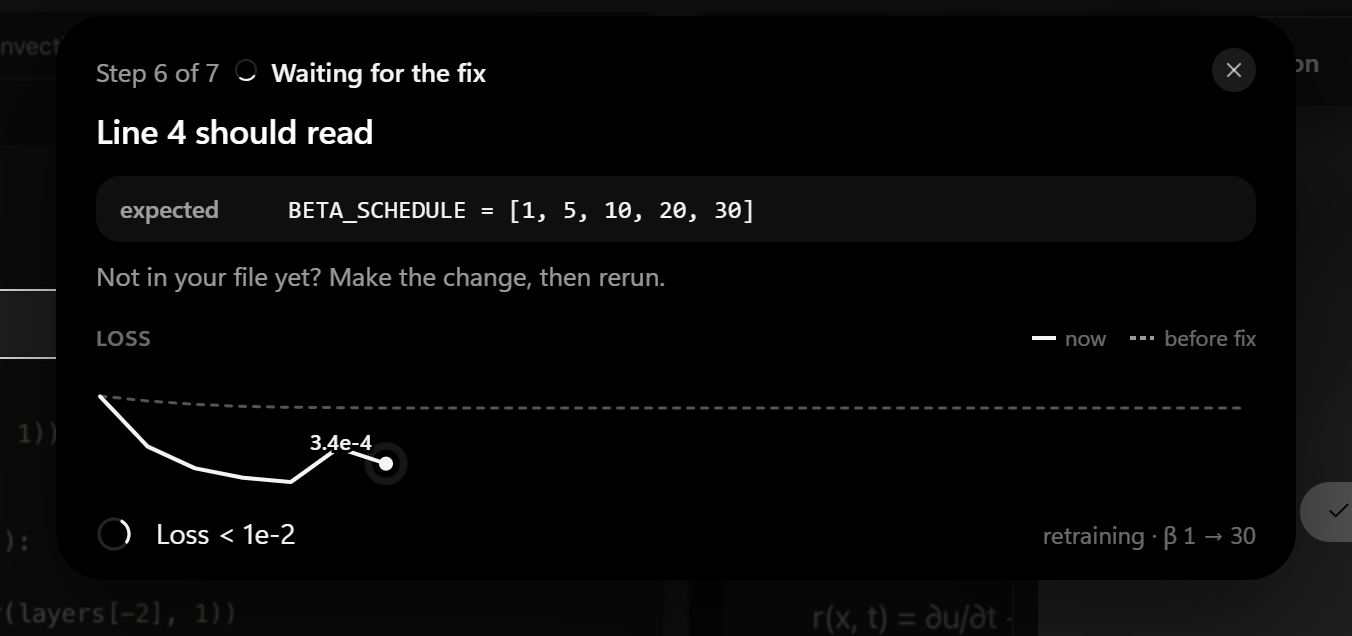 Step 6 of 7 Waiting for the fix
Line 4 should read
expected BETA_SCHEDULE = [1, 5, 10, 20, 30]
Not in your file yet? Make the change, then rerun.
LOSS
now before fix
1))
3.4e-4
):
Loss < 1e-2
retraining · β 1 → 30
(layers[-2], 1))
r(x, t) = ∂u/∂t